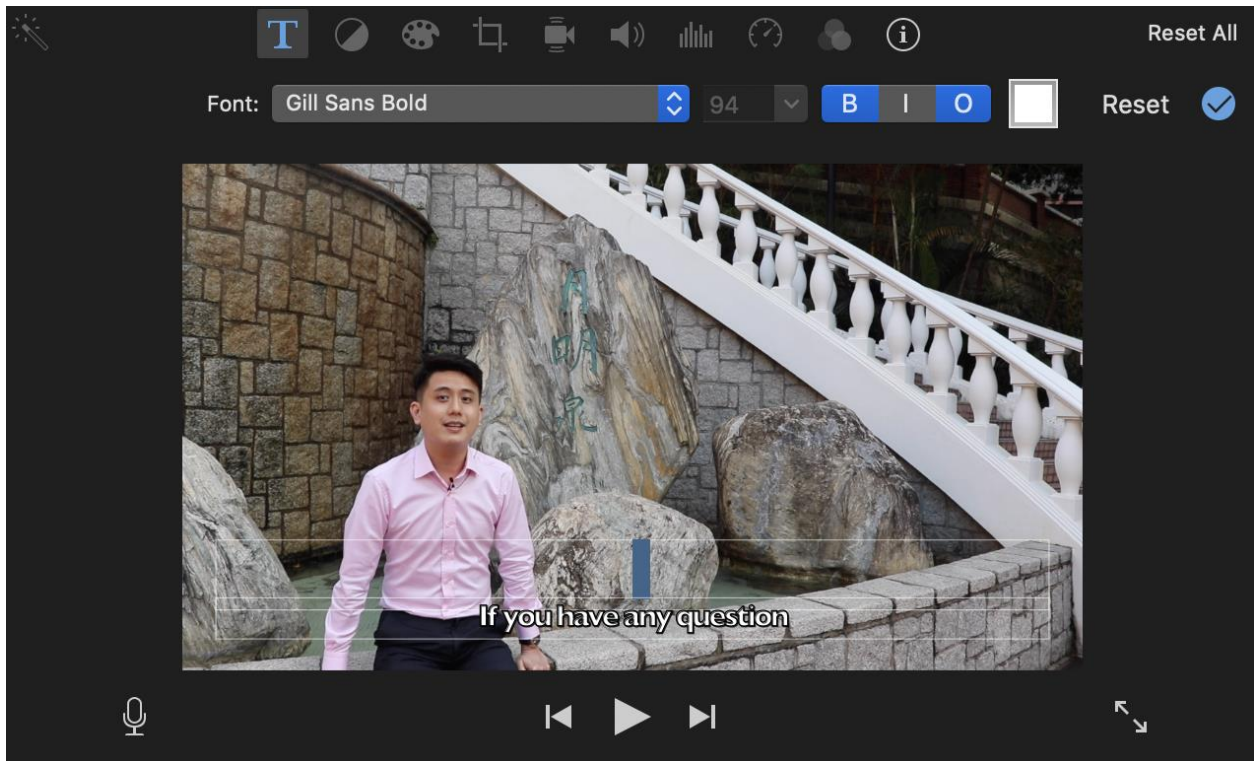 T
Reset All
Font: Gill Sans Bold 94 B I O Reset
月明泉
If you have any question